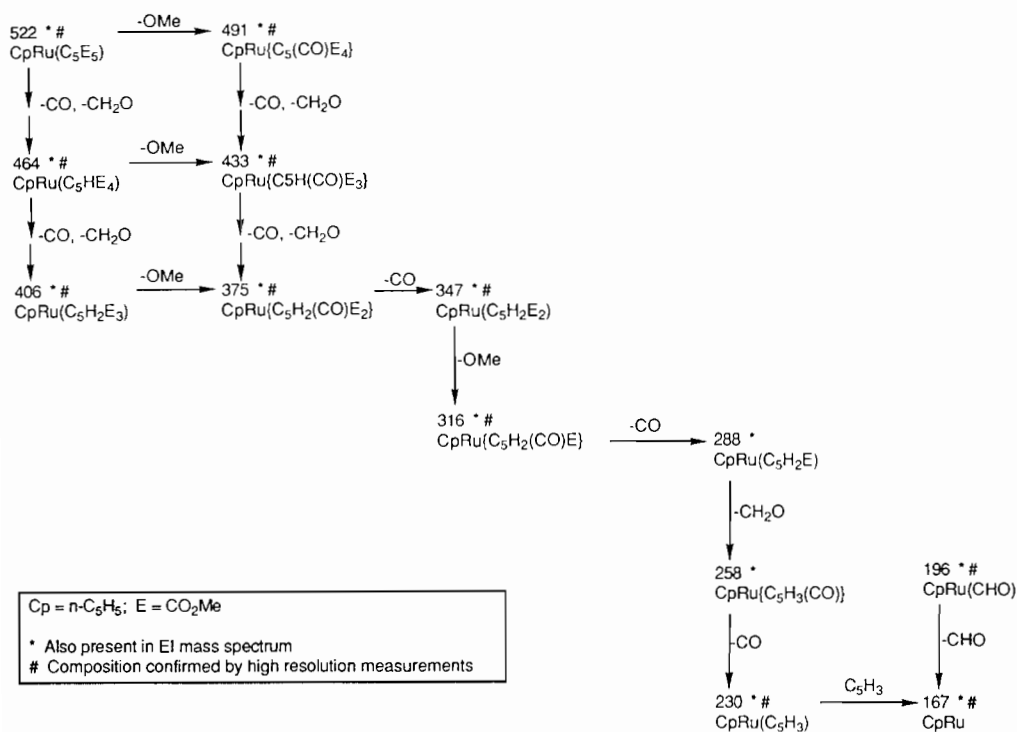 -OMe
522 * #
CpRu(C5E5)
491 * #
CpRu{C5(CO)E4}
-CO, -CH2O
-CO, -CH2O
-OMe
464 * #
CpRu(C5HE4)
433 * #
CpRu{C5H(CO)E3}
-CO, -CH2O
-CO, -CH2O
-OMe
-CO
406 * #
CpRu(C5H2E3)
375 * #
CpRu{C5H2(CO)E2}
347 * #
CpRu(C5H2E2)
-OMe
316 * #
CpRu{C5H2(CO)E}
-CO
288 *
CpRu(C5H2E)
-CH2O
258 *
CpRu{C5H3(CO)}
196 * #
CpRu(CHO)
-CO
-CHO
C5H3
230 * #
CpRu(C5H3)
167 * #
CpRu
Cp = n-C5H5; E = CO2Me
* Also present in EI mass spectrum
# Composition confirmed by high resolution measurements